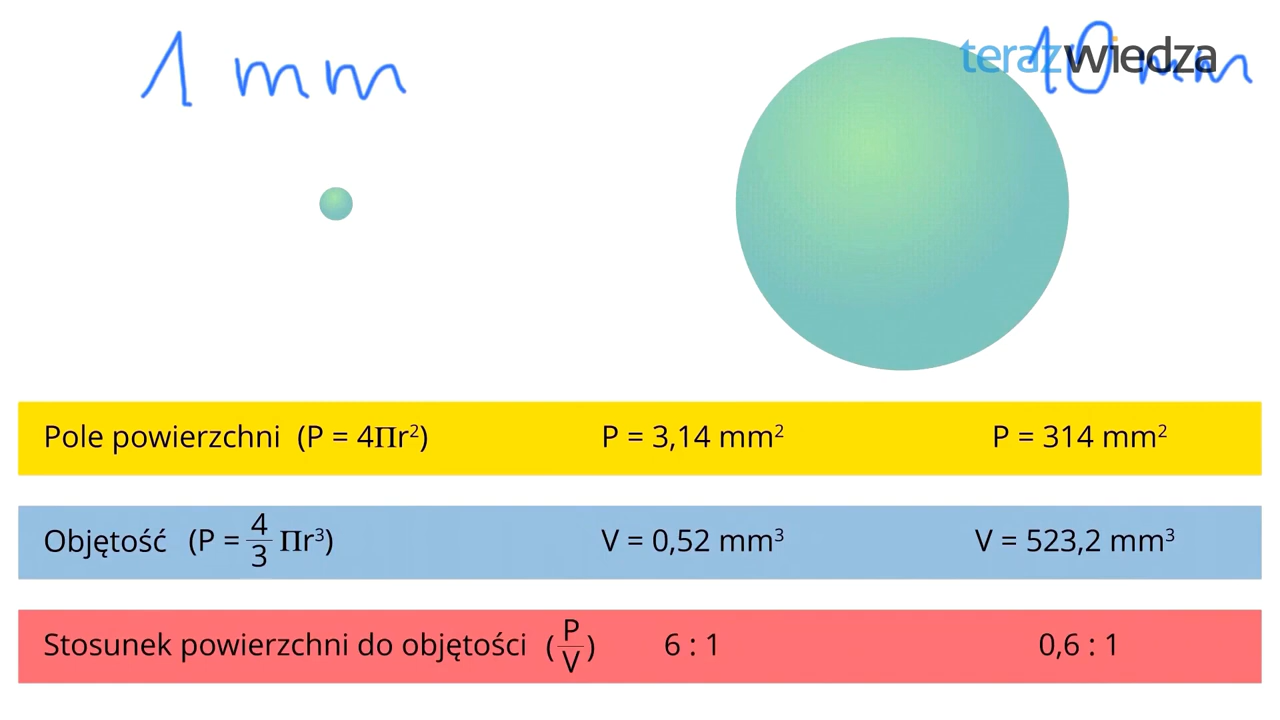 1 mm
10 mm
terazwiedza
Pole powierzchni (P = 4Πr²) P = 3,14 mm² P = 314 mm²
Objętość (P = 4/3 Πr³) V = 0,52 mm³ V = 523,2 mm³
Stosunek powierzchni do objętości (P/V) 6 : 1 0,6 : 1